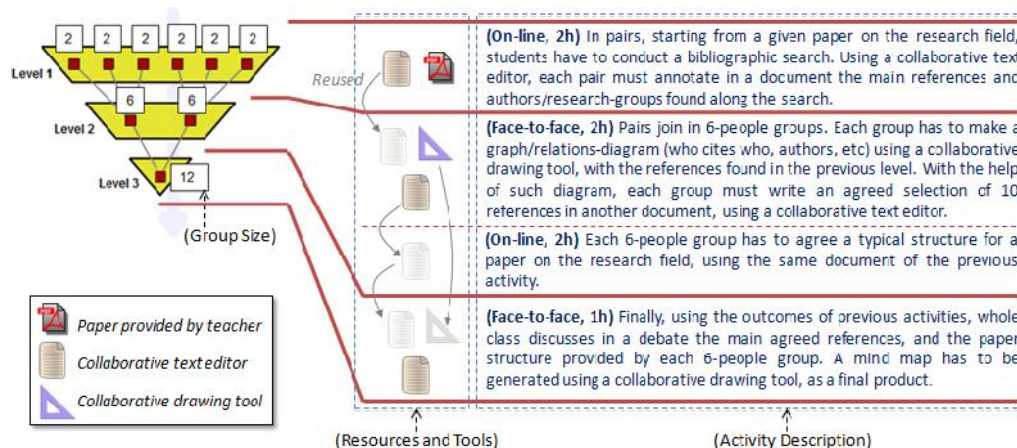 2 2 2 2 2 2
Level 1
6 6
Level 2
Level 3
12
(Group Size)
Paper provided by teacher
Collaborative text editor
Collaborative drawing tool
Reused
(Resources and Tools)
(On-line, 2h) In pairs, starting from a given paper on the research field,
students have to conduct a bibliographic search. Using a collaborative text
editor, each pair must annotate in a document the main references and
authors/research-groups found along the search.
(Face-to-face, 2h) Pairs join in 6-people groups. Each group has to make a
graph/relations-diagram (who cites who, authors, etc) using a collaborative
drawing tool, with the references found in the previous level. With the help
of such diagram, each group must write an agreed selection of 10
references in another document, using a collaborative text editor.
(On-line, 2h) Each 6-people group has to agree a typical structure for a
paper on the research field, using the same document of the previous
activity.
(Face-to-face, 1h) Finally, using the outcomes of previous activities, whole
class discusses in a debate the main agreed references, and the paper
structure provided by each 6-people group. A mind map has to be
generated using a collaborative drawing tool, as a final product.
(Activity Description)